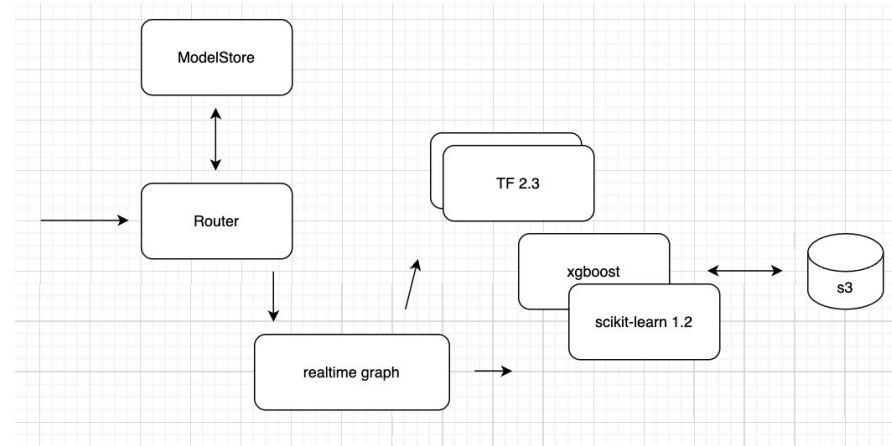 ModelStore
TF 2.3
Router
xgboost
s3
scikit-learn 1.2
realtime graph